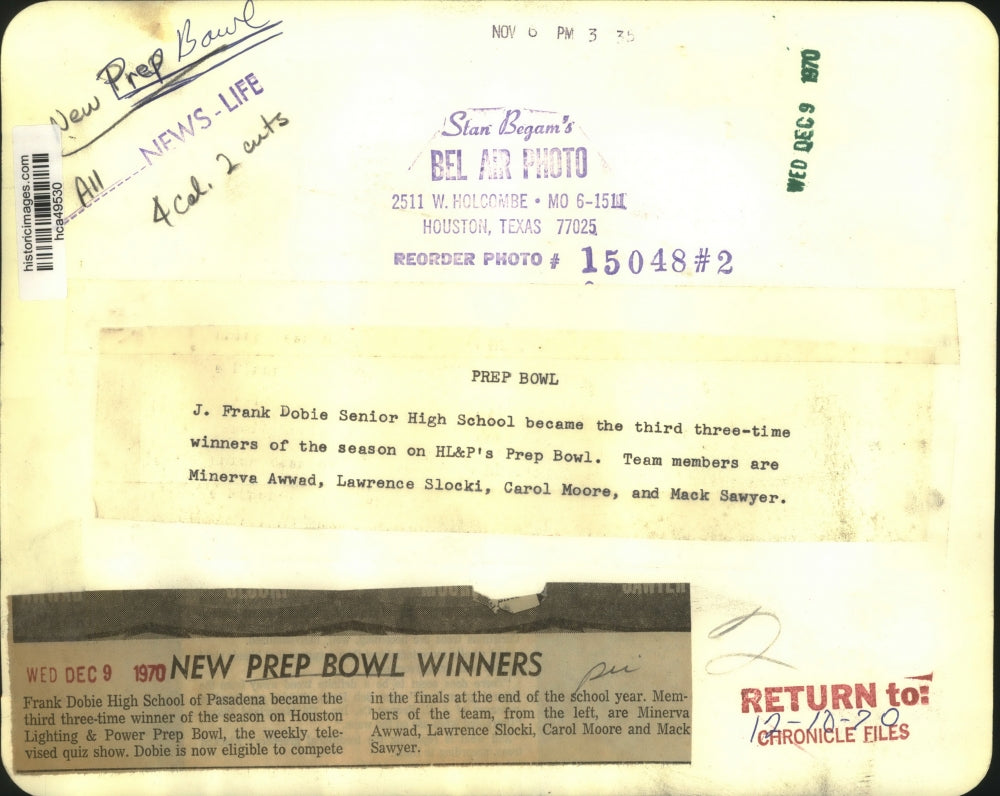 New Prep Bowl
NEWS-LIFE
All 4 col. 2 cuts
historicimages.com
hca49530
NOV 6 PM 3 35
WED DEC 9 1970
Stan Begam's
BEL AIR PHOTO
2511 W. HOLCOMBE • MO 6-1511
HOUSTON, TEXAS 77025
REORDER PHOTO # 15048#2
PREP BOWL
J. Frank Dobie Senior High School became the third three-time
winners of the season on HL&P's Prep Bowl. Team members are
Minerva Awwad, Lawrence Slocki, Carol Moore, and Mack Sawyer.
WED DEC 9 1970 NEW PREP BOWL WINNERS
Frank Dobie High School of Pasadena became the
third three-time winner of the season on Houston
Lighting & Power Prep Bowl, the weekly tele-
vised quiz show. Dobie is now eligible to compete
in the finals at the end of the school year. Mem-
bers of the team, from the left, are Minerva
Awwad, Lawrence Slocki, Carol Moore and Mack
Sawyer.
2
RETURN to:
12-10-70
CHRONICLE FILES